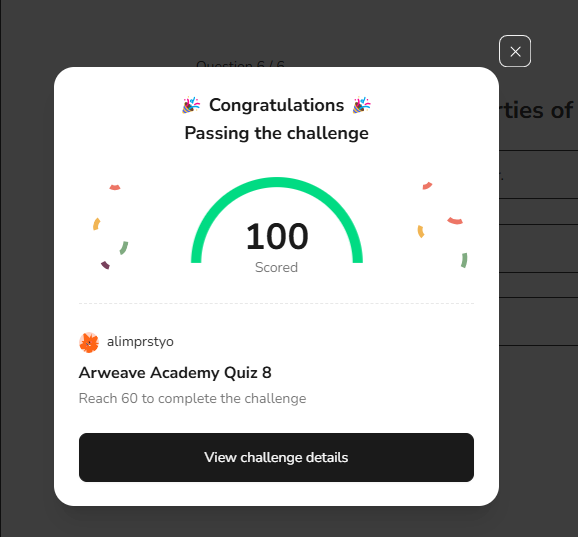 Question 6 / 6
rties of
🎉 Congratulations 🎉
Passing the challenge
100
Scored
alimprstyo
Arweave Academy Quiz 8
Reach 60 to complete the challenge
View challenge details